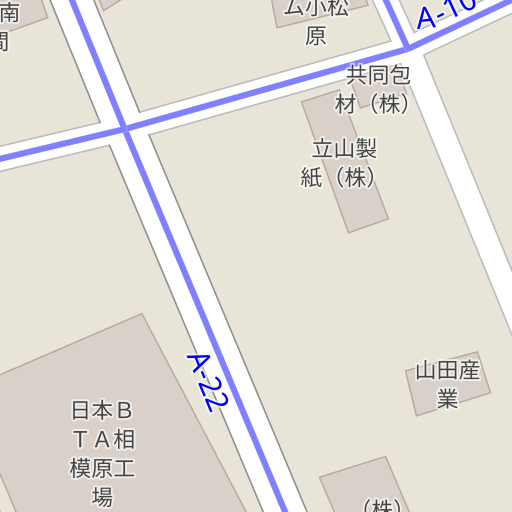 南
間
ム小松
原
A-10
共同包
材（株）
立山製
紙（株）
A-22
山田産
業
日本Ｂ
ＴＡ相
模原工
場
（株）